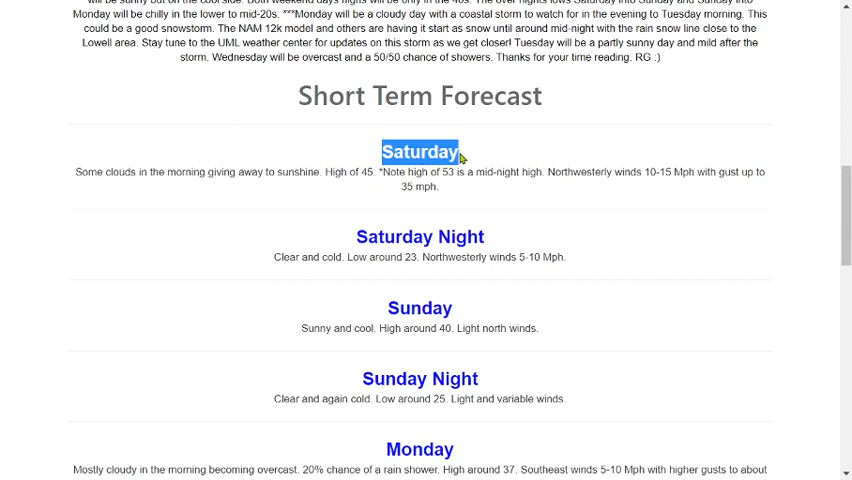 will be sunny but on the cool side. Both weekend days highs will be only in the 40s. The over nights lows Saturday into Sunday and Sunday into
Monday will be chilly in the lower to mid-20s. ***Monday will be a cloudy day with a coastal storm to watch for in the evening to Tuesday morning. This
could be a good snowstorm. The NAM 12k model and others are having it start as snow until around mid-night with the rain snow line close to the
Lowell area. Stay tune to the UML weather center for updates on this storm as we get closer! Tuesday will be a partly sunny day and mild after the
storm. Wednesday will be overcast and a 50/50 chance of showers. Thanks for your time reading. RG :)
Short Term Forecast
Saturday
Some clouds in the morning giving away to sunshine. High of 45. *Note high of 53 is a mid-night high. Northwesterly winds 10-15 Mph with gust up to
35 mph.
Saturday Night
Clear and cold. Low around 23. Northwesterly winds 5-10 Mph.
Sunday
Sunny and cool. High around 40. Light north winds.
Sunday Night
Clear and again cold. Low around 25. Light and variable winds.
Monday
Mostly cloudy in the morning becoming overcast. 20% chance of a rain shower. High around 37. Southeast winds 5-10 Mph with higher gusts to about